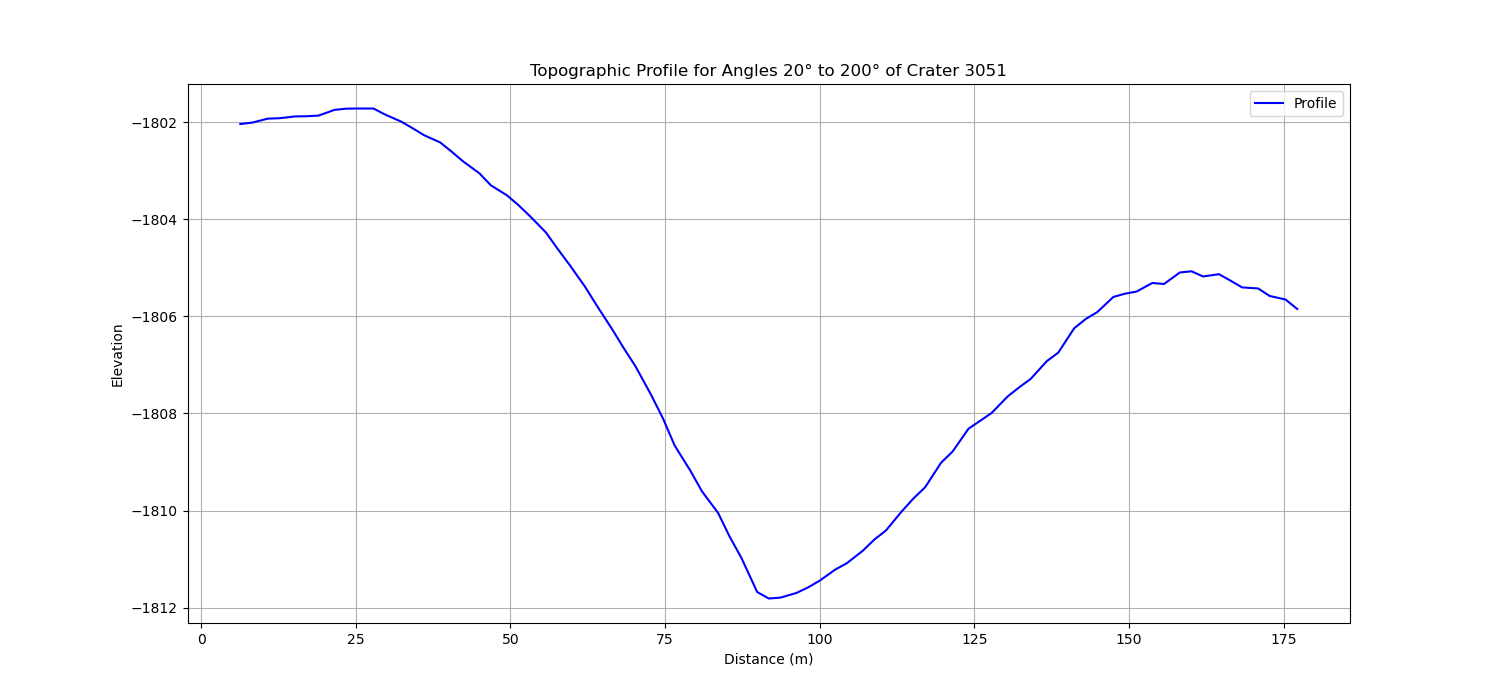 Topographic Profile for Angles 20° to 200° of Crater 3051
Profile
−1802
−1804
−1806
−1808
−1810
−1812
Elevation
0 25 50 75 100 125 150 175
Distance (m)